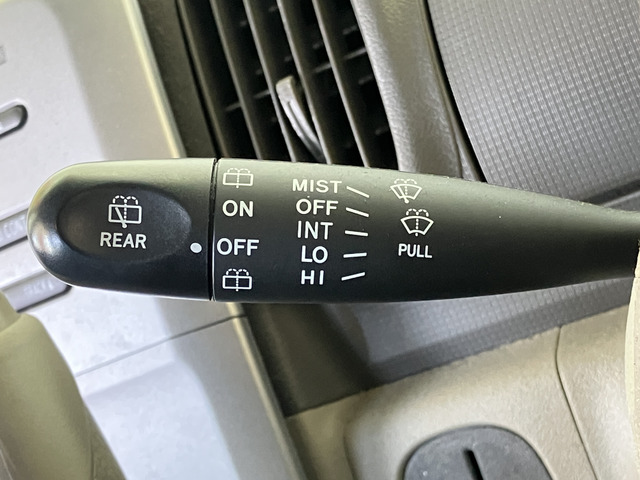 REAR
ON
OFF
MIST
OFF
INT
LO
HI
PULL